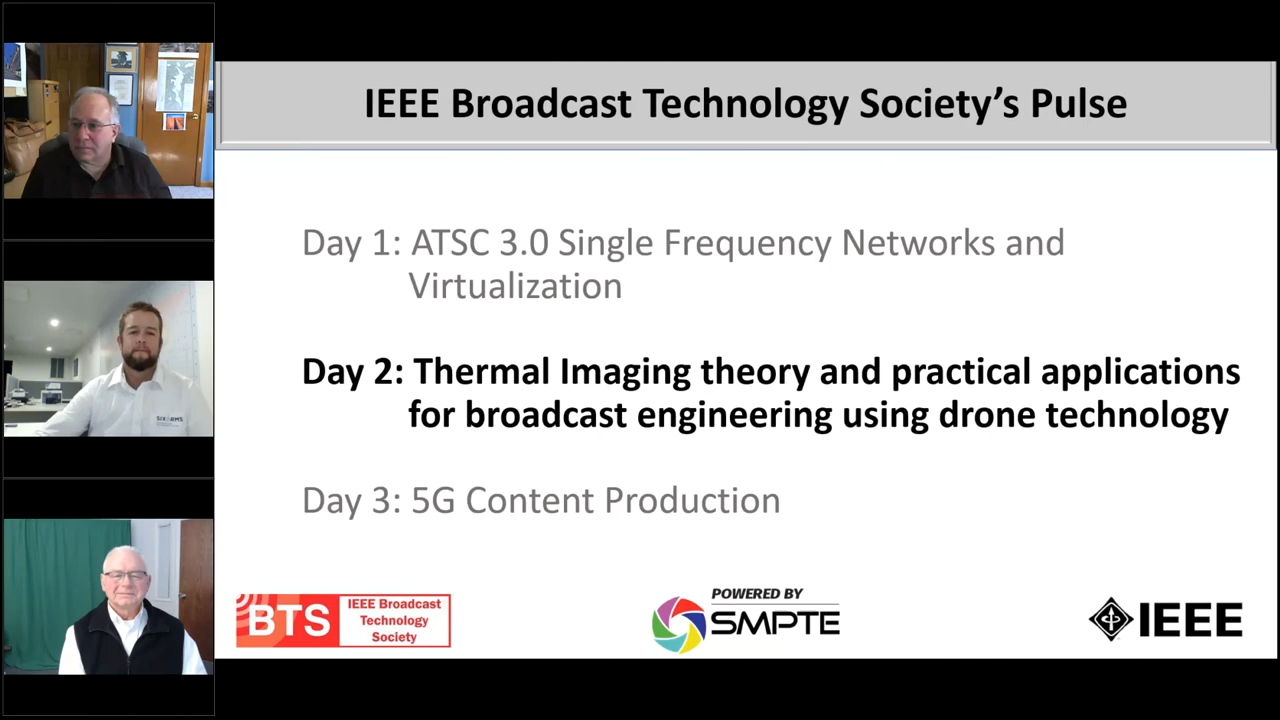 IEEE Broadcast Technology Society’s Pulse
Day 1: ATSC 3.0 Single Frequency Networks and
Virtualization
Day 2: Thermal Imaging theory and practical applications
for broadcast engineering using drone technology
Day 3: 5G Content Production
BTS
IEEE Broadcast
Technology
Society
POWERED BY
SMPTE
IEEE